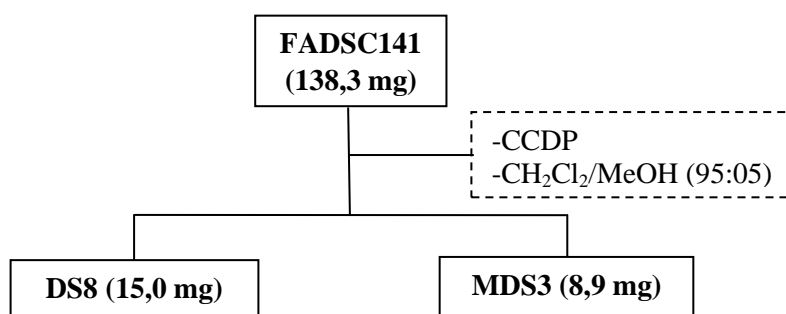 FADSC141
(138,3 mg)
-CCDP
-CH₂Cl₂/MeOH (95:05)
DS8 (15,0 mg)
MDS3 (8,9 mg)